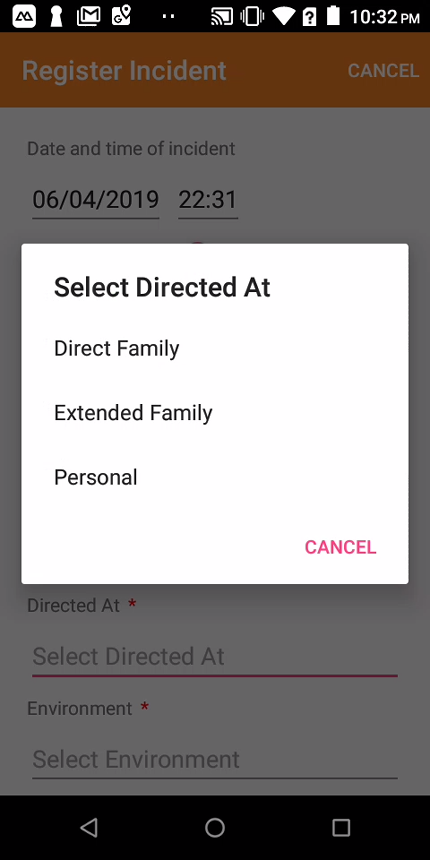 10:32 PM
Register Incident
CANCEL
Date and time of incident
06/04/2019 22:31
Select Directed At
Direct Family
Extended Family
Personal
CANCEL
Directed At *
Select Directed At
Environment *
Select Environment